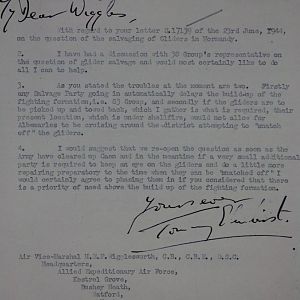 My Dear Wiggles,
With regard to your letter M.17139 of the 23rd June, 1944,
on the question of the salvaging of Gliders in Normandy.
2. I have had a discussion with 38 Group's representative on
the question of glider salvage and would most certainly like to do
all I can to help.
3. As you stated the troubles at the moment are two. Firstly
any Salvage Party going in automatically delays the build-up of the
fighting formation, i.e. 83 Group, and secondly if the gliders are
to be picked up and towed back, which I gather is what is required, their
present location, which is under shellfire, would not allow for
Albemarles to be cruising around the district attempting to "snatch
off" the gliders.
4. I would suggest that we re-open the question as soon as the
Army have cleared up Caen and in the meantime if a very small additional
party is required to keep an eye on the gliders and do a little more
repairing preparatory to the time when they can be "snatched off" I
would certainly agree to phasing them in if you considered that there
is a priority of need above the build up of the fighting formation.
Yours ever
Air Vice-Marshal H.E.P. Wigglesworth, C.B., C.B.E., D.S.C.
Headquarters,
Allied Expeditionary Air Force,
Kestrel Grove,
Bushey Heath,
Watford.